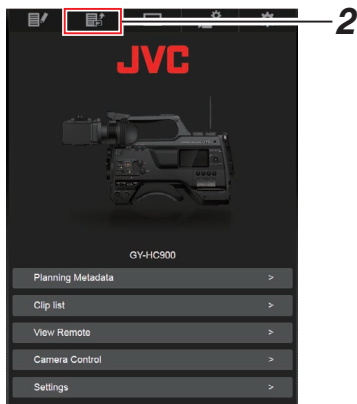 2
JVC
GY-HC900
Planning Metadata >
Clip list >
View Remote >
Camera Control >
Settings >